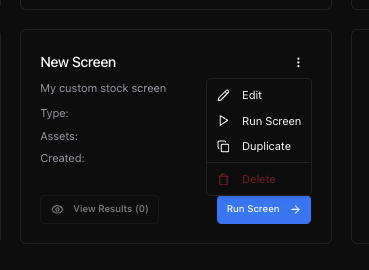 New Screen
My custom stock screen
Type:
Assets:
Created:
Edit
Run Screen
Duplicate
Delete
View Results (0)
Run Screen